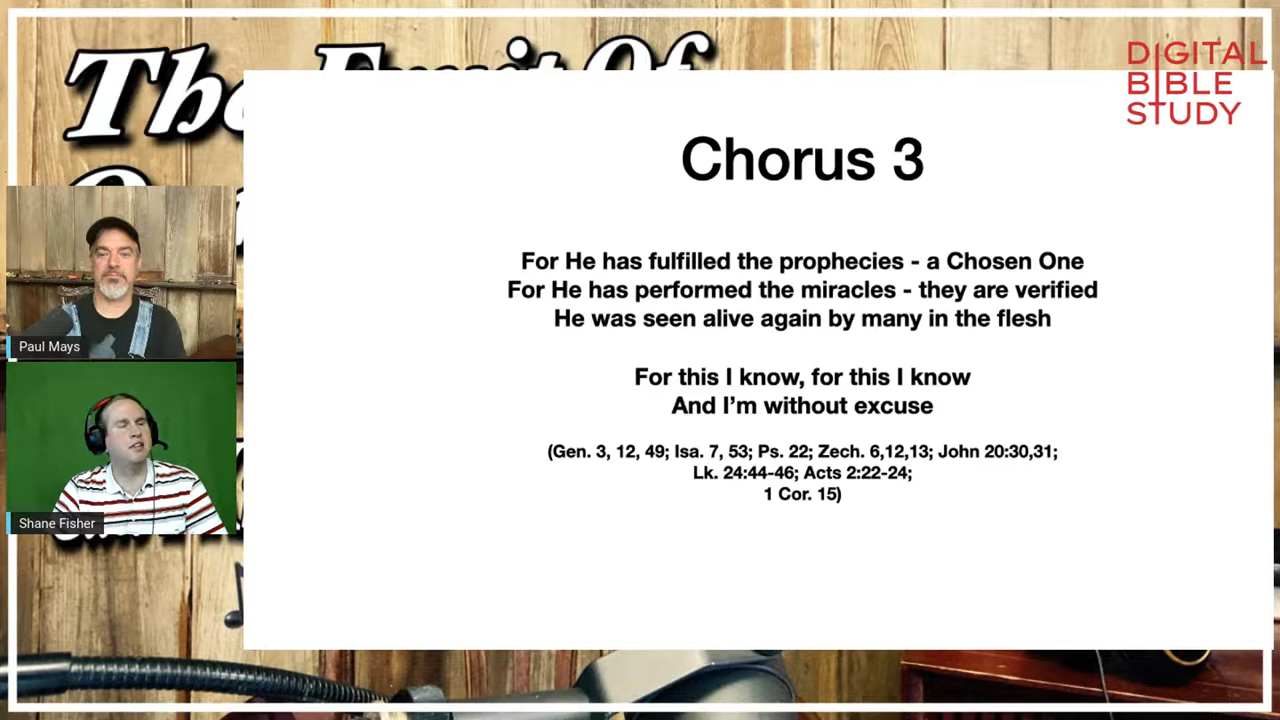 The Fruit Of
DIGITAL
BIBLE
STUDY
Chorus 3
For He has fulfilled the prophecies - a Chosen One
For He has performed the miracles - they are verified
He was seen alive again by many in the flesh
For this I know, for this I know
And I'm without excuse
(Gen. 3, 12, 49; Isa. 7, 53; Ps. 22; Zech. 6,12,13; John 20:30,31;
Lk. 24:44-46; Acts 2:22-24;
1 Cor. 15)
Paul Mays
Shane Fisher